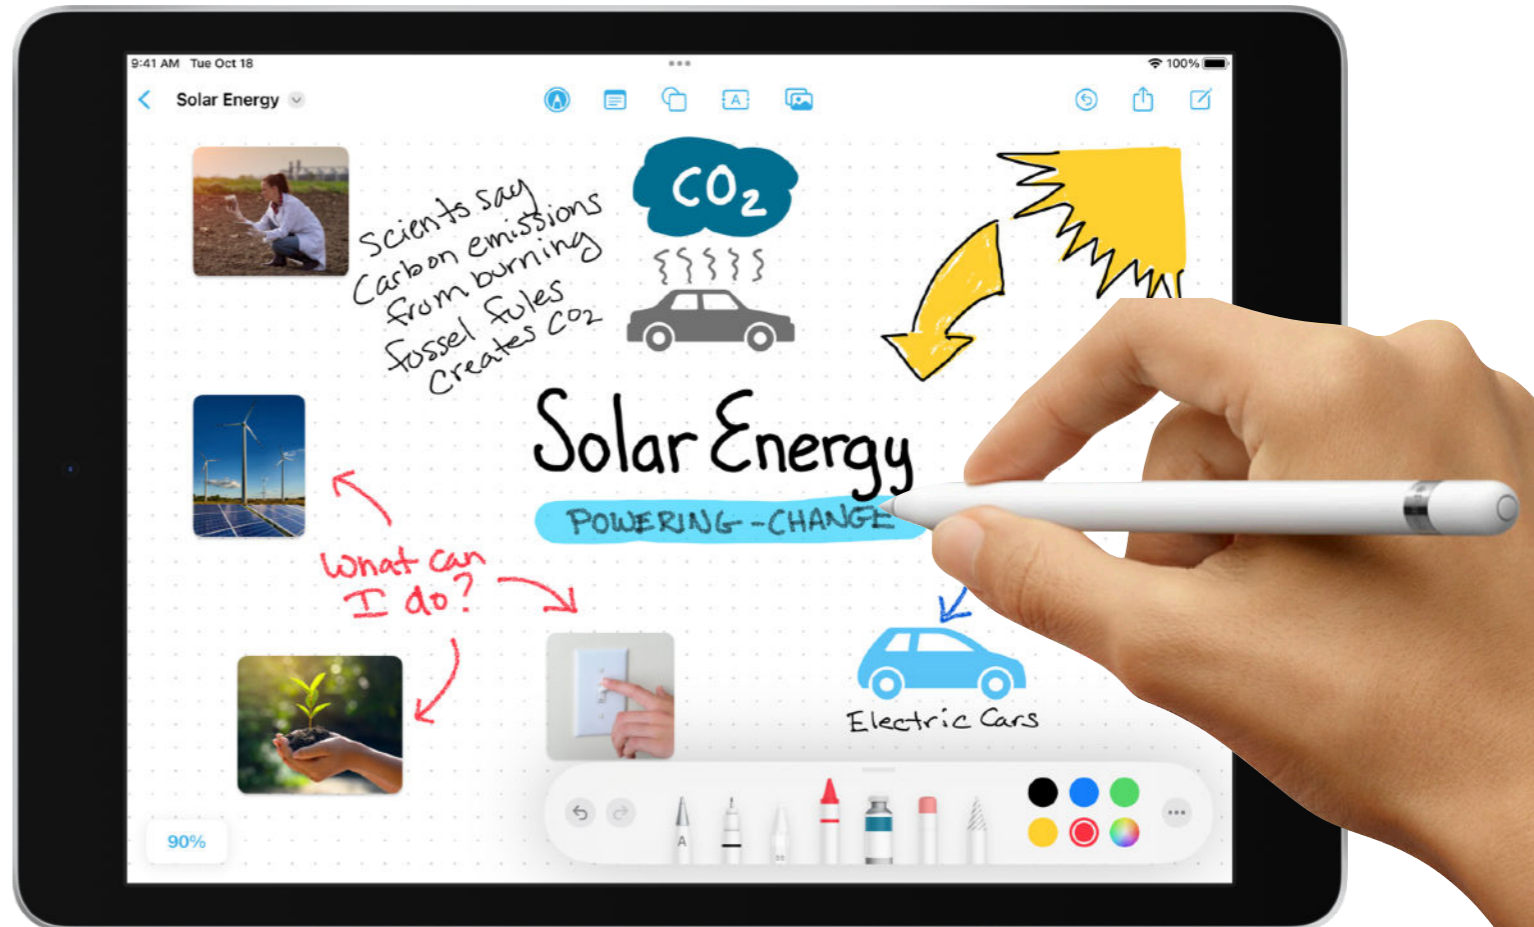 9:41 AM Tue Oct 18
100%
Solar Energy
A
Scients say
Carbon emissions
from burning
fossel fules
creates CO2
CO2
Solar Energy
POWERING-CHANGE
What can
I do?
Electric Cars
A
90%